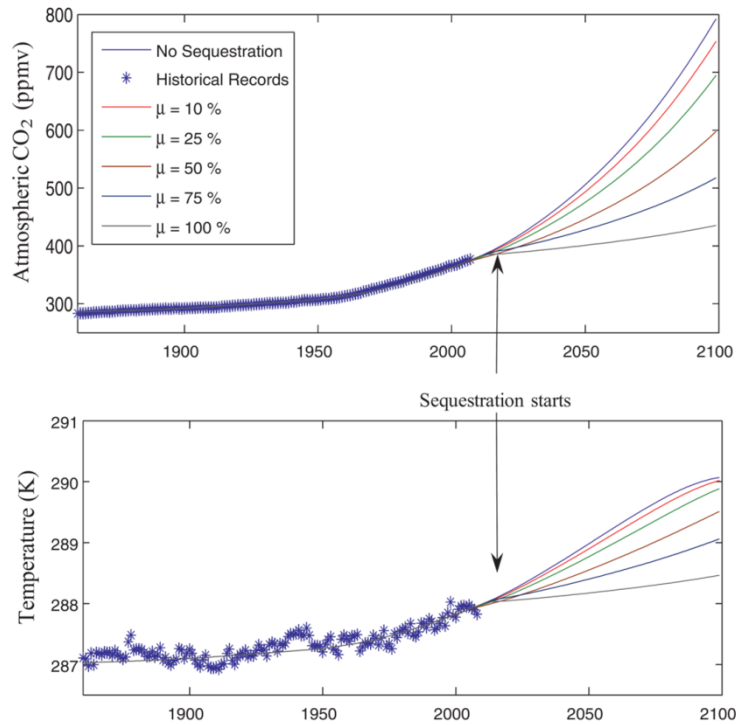 800
700
600
500
400
300
Atmospheric CO₂ (ppmv)
No Sequestration
Historical Records
μ = 10 %
μ = 25 %
μ = 50 %
μ = 75 %
μ = 100 %
1900
1950
2000
2050
2100
Sequestration starts
291
290
289
288
287
Temperature (K)
1900
1950
2000
2050
2100